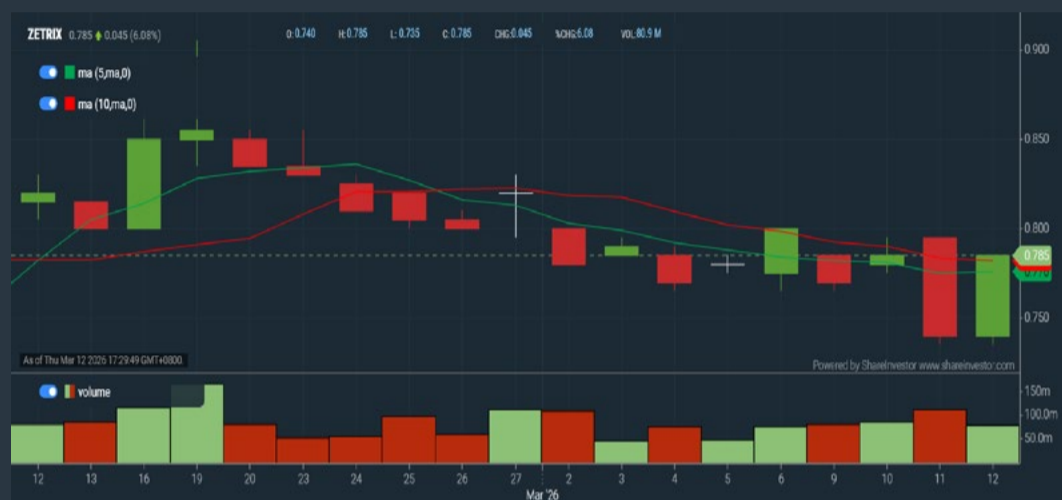 ZETRIX 0.785 0.045 (6.08%) O: 0.740 H: 0.785 L: 0.735 C: 0.785 CHG: 0.045 %CHG: 6.08 VOL: 80.9 M
0.900
ma (5,ma,0)
ma (10,ma,0)
0.850
0.800
0.785
0.750
As of Thu Mar 12 2026 17:29:49 GMT+0800
Powered by ShareInvestor www.shareinvestor.com
volume
150m
100.0m
50.0m
12 13 16 19 20 23 24 25 26 27 2 3 4 5 6 9 10 11 12
Mar '26